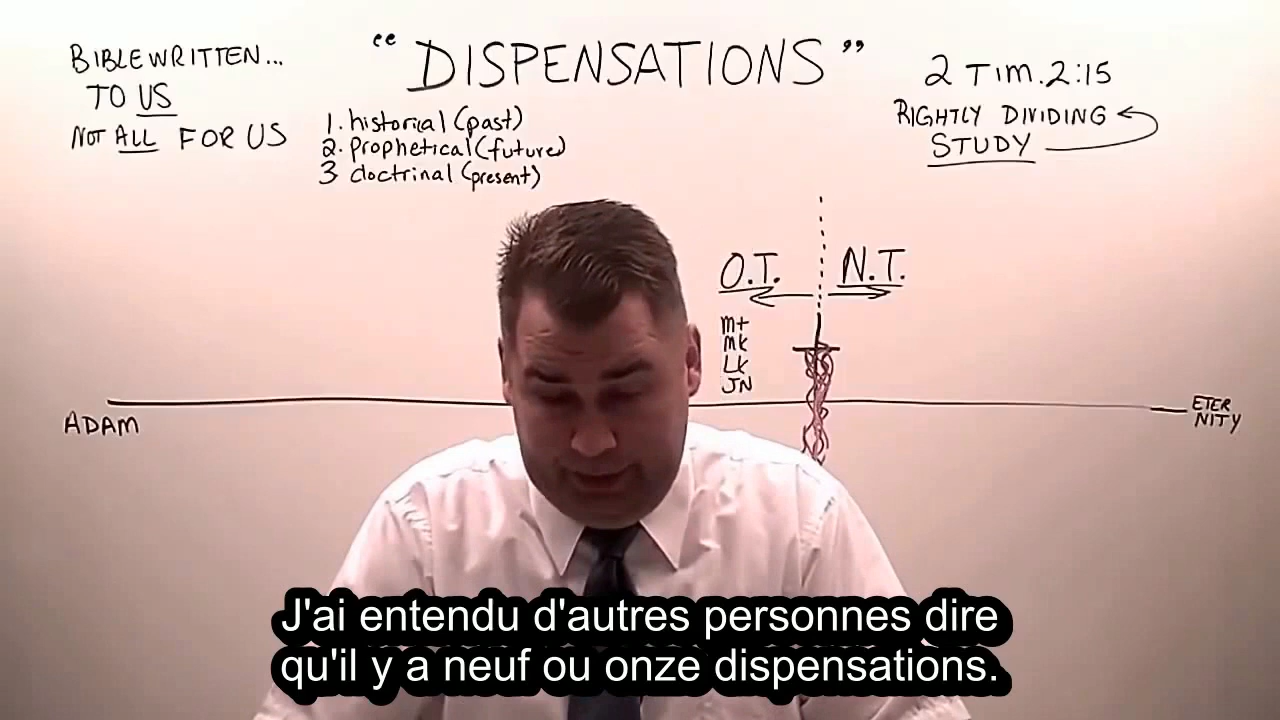 BIBLE WRITTEN...
TO US
NOT ALL FOR US
"DISPENSATIONS"
1. historical (past)
2. prophetical (future)
3 doctrinal (present)
2 TIM. 2:15
RIGHTLY DIVIDING
STUDY
O.T. N.T.
mt
mk
Lk
JN
ADAM
ETER
NITY
J'ai entendu d'autres personnes dire
qu'il y a neuf ou onze dispensations.